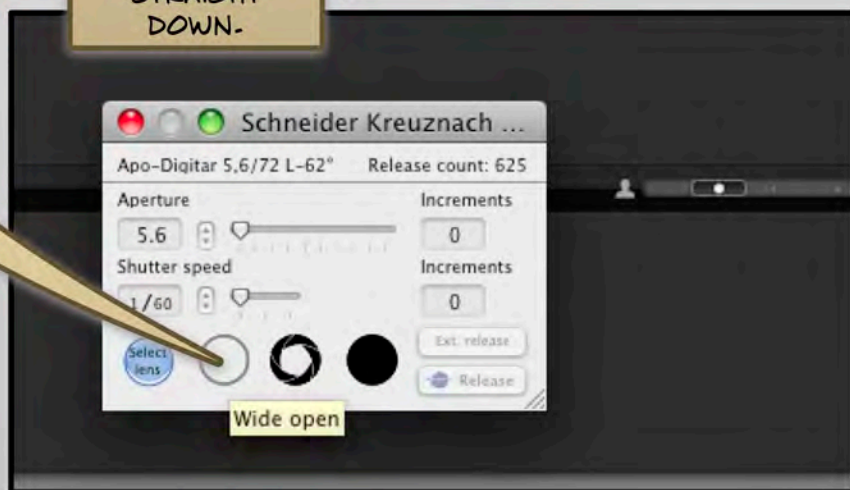 STRAIGHT
DOWN.
Schneider Kreuznach ...
Apo-Digitar 5,6/72 L-62° Release count: 625
Aperture Increments
5.6 0
Shutter speed Increments
1/60 0
Select lens
Ext. release
Release
Wide open